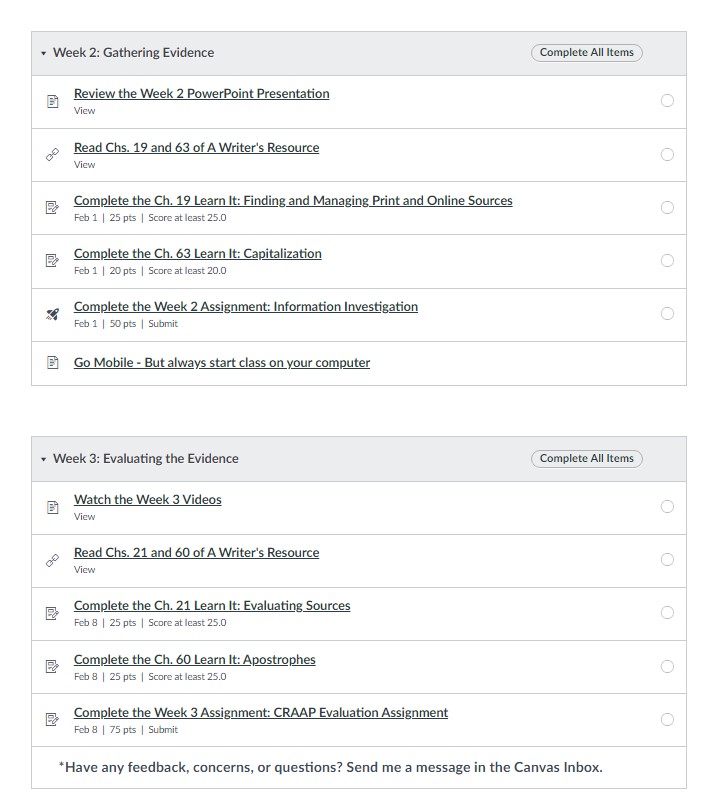 Week 2: Gathering Evidence
Complete All Items
Review the Week 2 PowerPoint Presentation
View
Read Chs. 19 and 63 of A Writer's Resource
View
Complete the Ch. 19 Learn It: Finding and Managing Print and Online Sources
Feb 1 | 25 pts | Score at least 25.0
Complete the Ch. 63 Learn It: Capitalization
Feb 1 | 20 pts | Score at least 20.0
Complete the Week 2 Assignment: Information Investigation
Feb 1 | 50 pts | Submit
Go Mobile - But always start class on your computer
Week 3: Evaluating the Evidence
Complete All Items
Watch the Week 3 Videos
View
Read Chs. 21 and 60 of A Writer's Resource
View
Complete the Ch. 21 Learn It: Evaluating Sources
Feb 8 | 25 pts | Score at least 25.0
Complete the Ch. 60 Learn It: Apostrophes
Feb 8 | 25 pts | Score at least 25.0
Complete the Week 3 Assignment: CRAAP Evaluation Assignment
Feb 8 | 75 pts | Submit
*Have any feedback, concerns, or questions? Send me a message in the Canvas Inbox.